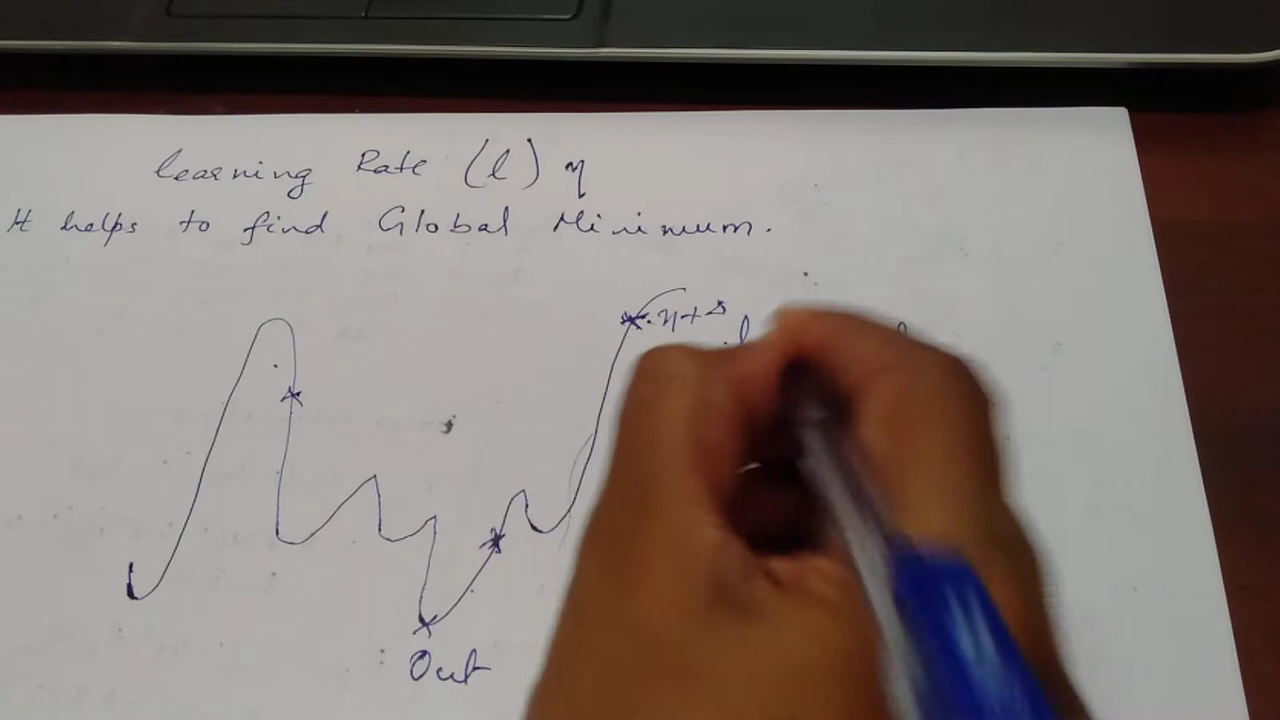 learning Rate (l) η
It helps to find Global Minimum.
η+δ
Out